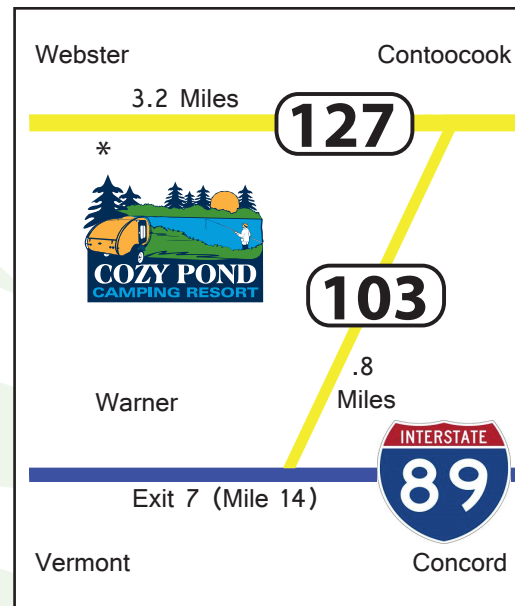 Webster Contoocook
3.2 Miles
127
*
COZY POND
CAMPING RESORT
103
.8
Miles
Warner
INTERSTATE
89
Exit 7 (Mile 14)
Vermont Concord